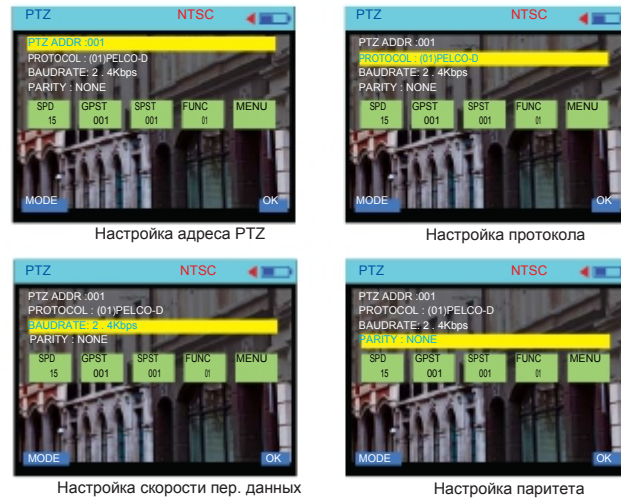 PTZ NTSC
PTZ ADDR :001
PROTOCOL : (01)PELCO-D
BAUDRATE: 2 . 4Kbps
PARITY : NONE
SPD GPST SPST FUNC MENU
15 001 001 01
MODE OK
Настройка адреса PTZ
PTZ NTSC
PTZ ADDR :001
PROTOCOL : (01)PELCO-D
BAUDRATE: 2 . 4Kbps
PARITY : NONE
SPD GPST SPST FUNC MENU
15 001 001 01
MODE OK
Настройка протокола
PTZ NTSC
PTZ ADDR :001
PROTOCOL : (01)PELCO-D
BAUDRATE: 2 . 4Kbps
PARITY : NONE
SPD GPST SPST FUNC MENU
15 001 001 01
MODE OK
Настройка скорости пер. данных
PTZ NTSC
PTZ ADDR :001
PROTOCOL : (01)PELCO-D
BAUDRATE: 2 . 4Kbps
PARITY : NONE
SPD GPST SPST FUNC MENU
15 001 001 01
MODE OK
Настройка паритета